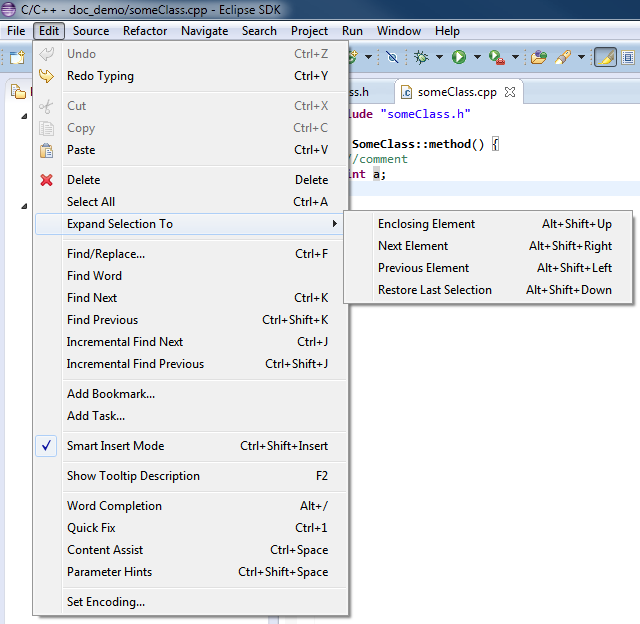 C/C++ - doc_demo/someClass.cpp - Eclipse SDK
File Edit Source Refactor Navigate Search Project Run Window Help
Undo Ctrl+Z
Redo Typing Ctrl+Y
Cut Ctrl+X
Copy Ctrl+C
Paste Ctrl+V
Delete Delete
Select All Ctrl+A
Expand Selection To
Find/Replace... Ctrl+F
Find Word
Find Next Ctrl+K
Find Previous Ctrl+Shift+K
Incremental Find Next Ctrl+J
Incremental Find Previous Ctrl+Shift+J
Add Bookmark...
Add Task...
Smart Insert Mode Ctrl+Shift+Insert
Show Tooltip Description F2
Word Completion Alt+/
Quick Fix Ctrl+1
Content Assist Ctrl+Space
Parameter Hints Ctrl+Shift+Space
Set Encoding...
Enclosing Element Alt+Shift+Up
Next Element Alt+Shift+Right
Previous Element Alt+Shift+Left
Restore Last Selection Alt+Shift+Down
ss.h someClass.cpp
lude "someClass.h"
SomeClass::method() {
//comment
int a;